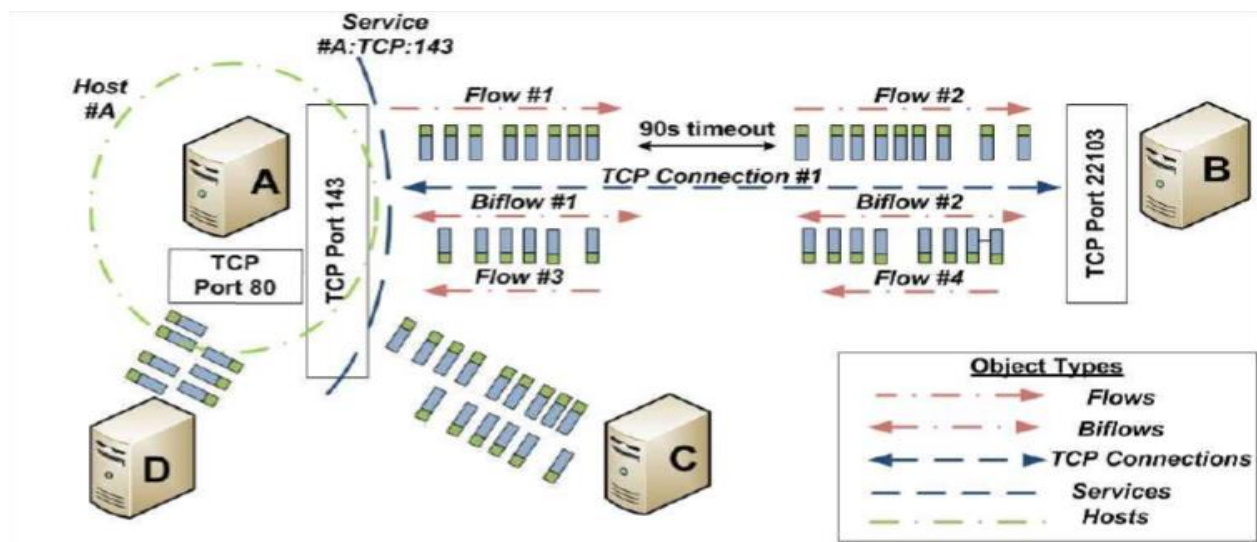 Service
#A:TCP:143
Host
#A
Flow #1
Flow #2
90s timeout
A
TCP Port 143
TCP Connection #1
TCP Port 22103
B
Biflow #1
Biflow #2
TCP
Port 80
Flow #3
Flow #4
D
C
Object Types
Flows
Biflows
TCP Connections
Services
Hosts